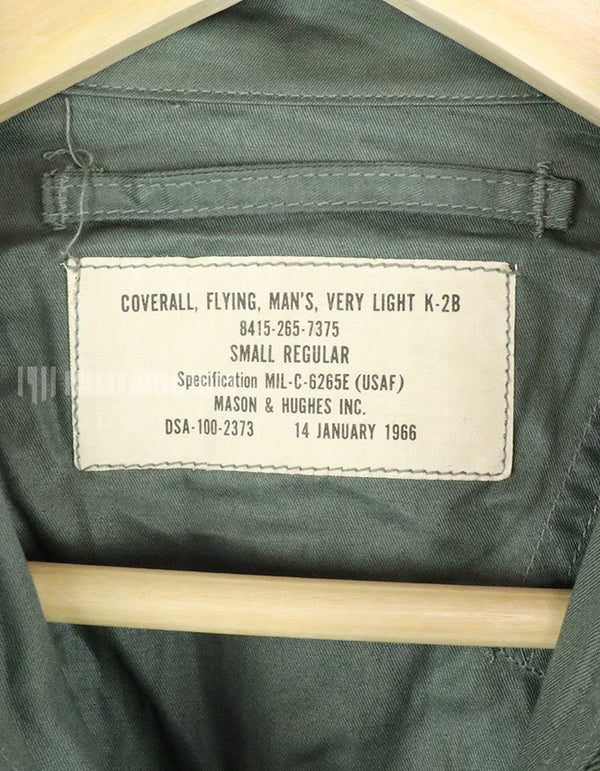 COVERALL, FLYING, MAN'S, VERY LIGHT K-2B
8415-265-7375
SMALL REGULAR
Specification MIL-C-6265E (USAF)
MASON & HUGHES INC.
DSA-100-2373 14 JANUARY 1966